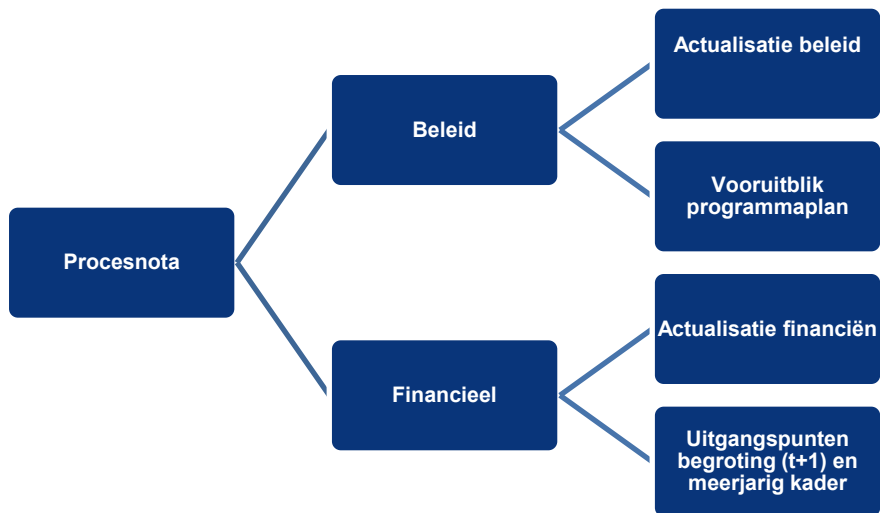 Procesnota
Beleid
Actualisatie beleid
Vooruitblik
programmaplan
Financieel
Actualisatie financiën
Uitgangspunten
begroting (t+1) en
meerjarig kader